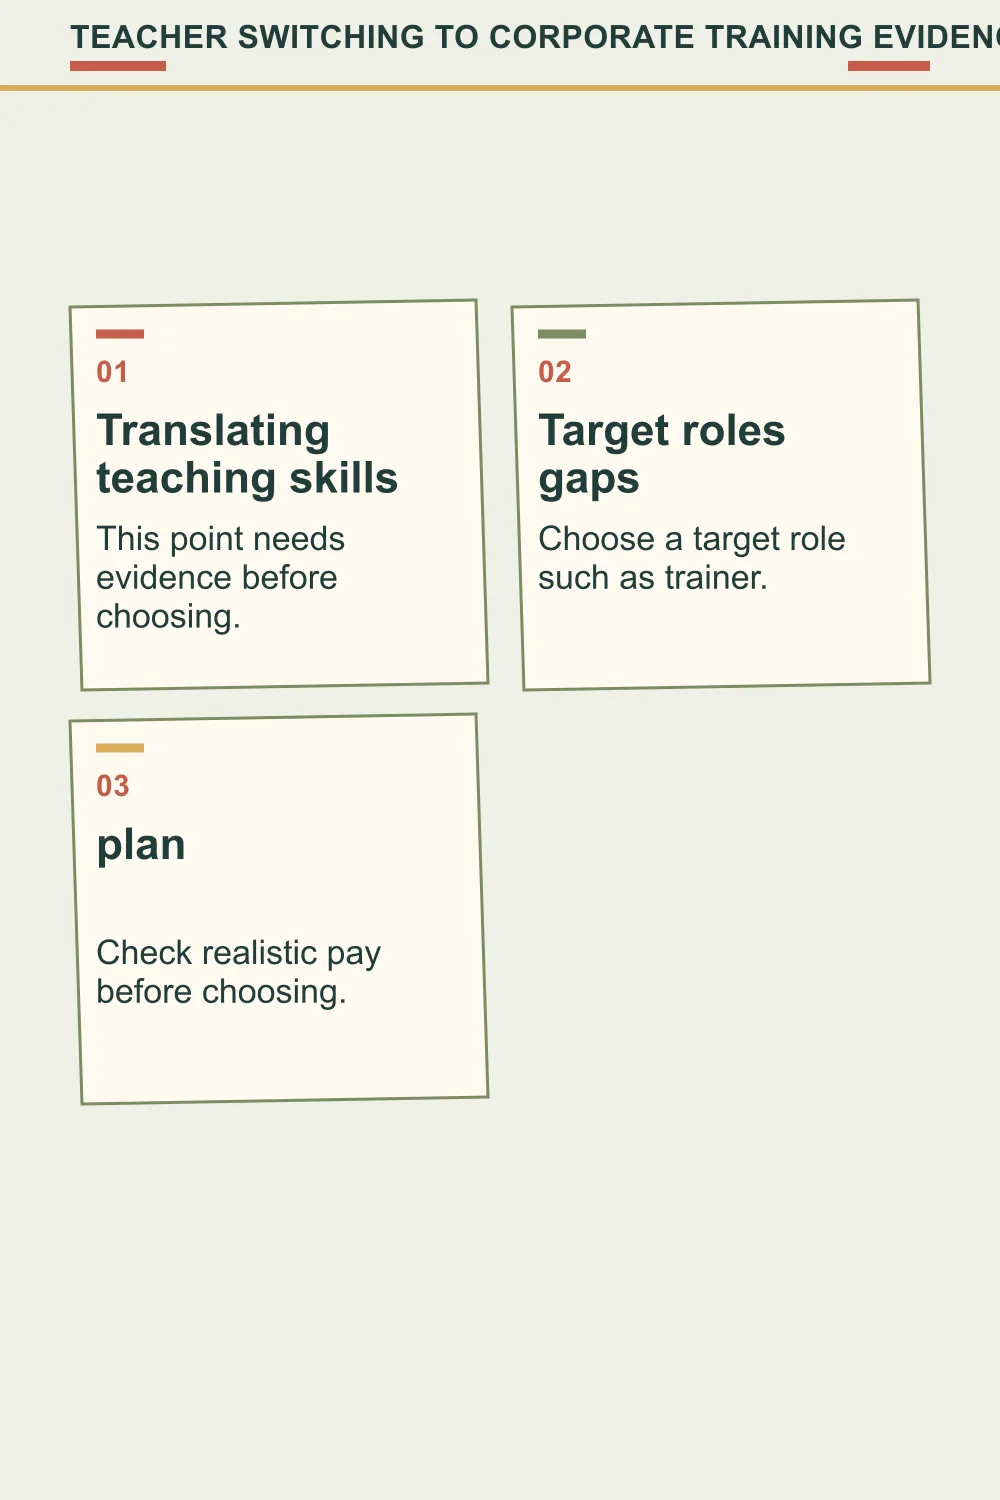 TEACHER SWITCHING TO CORPORATE TRAINING
01
Translating
teaching skills
This point needs
evidence before
choosing.
02
Target roles
gaps
Choose a target role
such as trainer.
03
plan
Check realistic pay
before choosing.